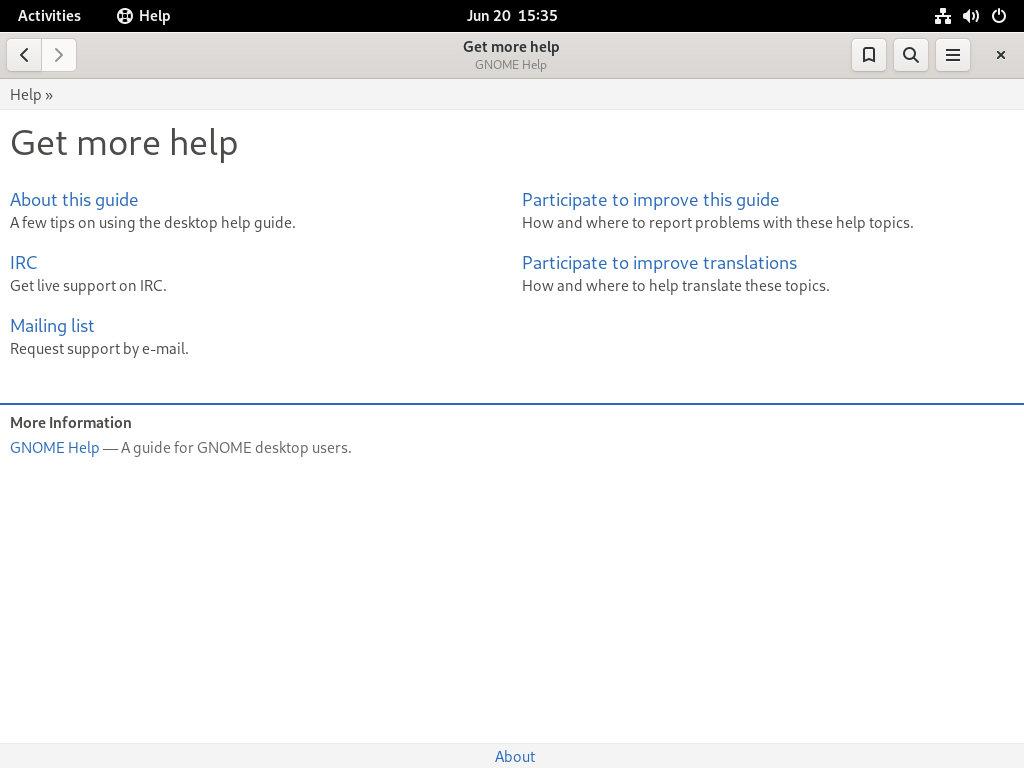 Activities
Help
Jun 20 15:35
Get more help
GNOME Help
Help »
Get more help
About this guide
A few tips on using the desktop help guide.
IRC
Get live support on IRC.
Mailing list
Request support by e-mail.
Participate to improve this guide
How and where to report problems with these help topics.
Participate to improve translations
How and where to help translate these topics.
More Information
GNOME Help — A guide for GNOME desktop users.
About